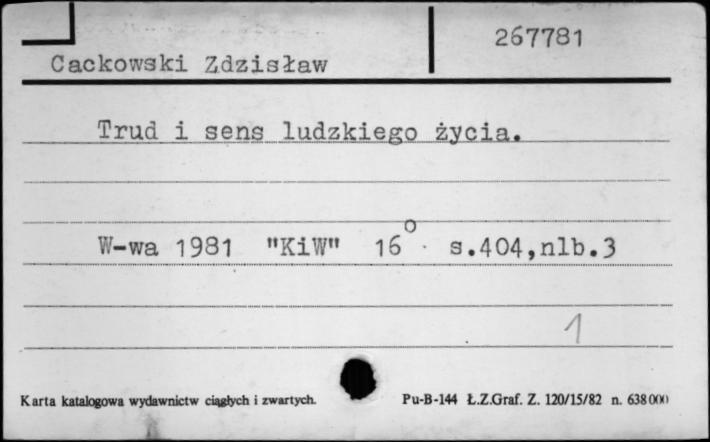 267781
Cackowski Zdzisław
Trud i sens ludzkiego życia.
W-wa 1981 "KiW" 16° s.404,nlb.3
1
Karta katalogowa wydawnictw ciągłych i zwartych. Pu-B-144 Ł.Z.Graf. Z. 120/15/82 n. 638000